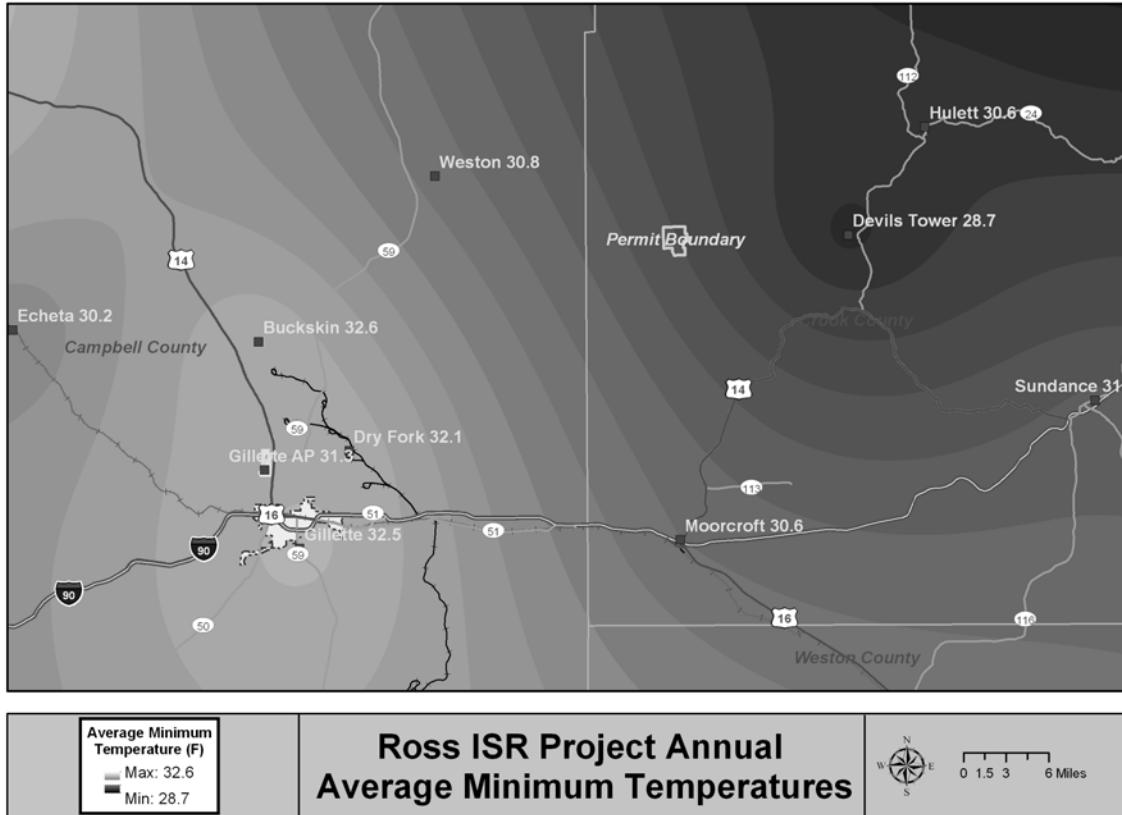 112
Hulett 30.6
24
Weston 30.8
Devils Tower 28.7
Permit Boundary
59
14
Echeta 30.2
Buckskin 32.6
Crook County
Campbell County
14
Sundance 31
59
Dry Fork 32.1
Gillette AP 31.3
113
16
51
51
Moorcroft 30.6
Gillette 32.5
90
59
90
50
16
116
Weston County
Average Minimum
Temperature (F)
Max: 32.6
Min: 28.7
Ross ISR Project Annual
Average Minimum Temperatures
N
W
E
S
0 1.5 3 6 Miles